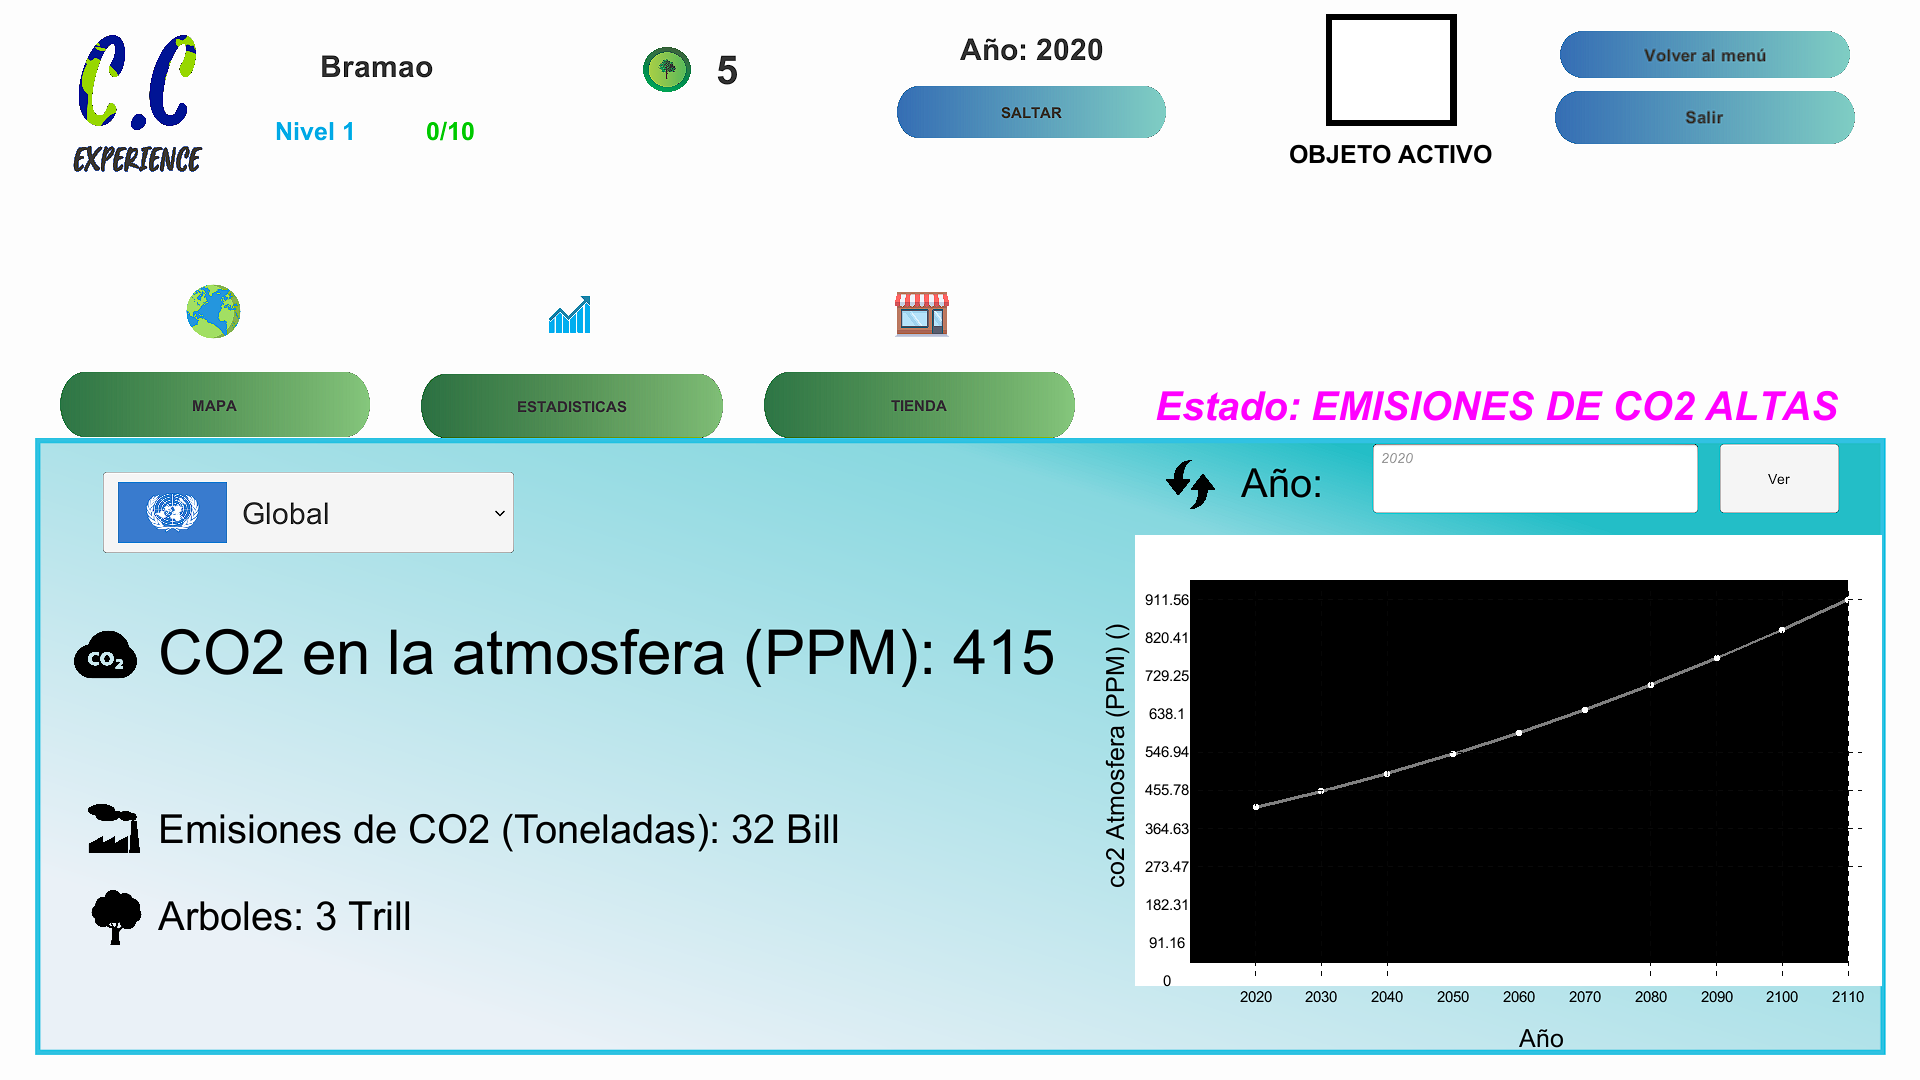 C.C
EXPERIENCE
Bramao
Nivel 1
0/10
5
Año: 2020
SALTAR
OBJETO ACTIVO
Volver al menú
Salir
MAPA
ESTADISTICAS
TIENDA
Estado: EMISIONES DE CO2 ALTAS
Global
Año:
2020
Ver
CO2
CO2 en la atmosfera (PPM): 415
Emisiones de CO2 (Toneladas): 32 Bill
Arboles: 3 Trill
co2 Atmosfera (PPM) ()
911.56
820.41
729.25
638.1
546.94
455.78
364.63
273.47
182.31
91.16
0
2020 2030 2040 2050 2060 2070 2080 2090 2100 2110
Año